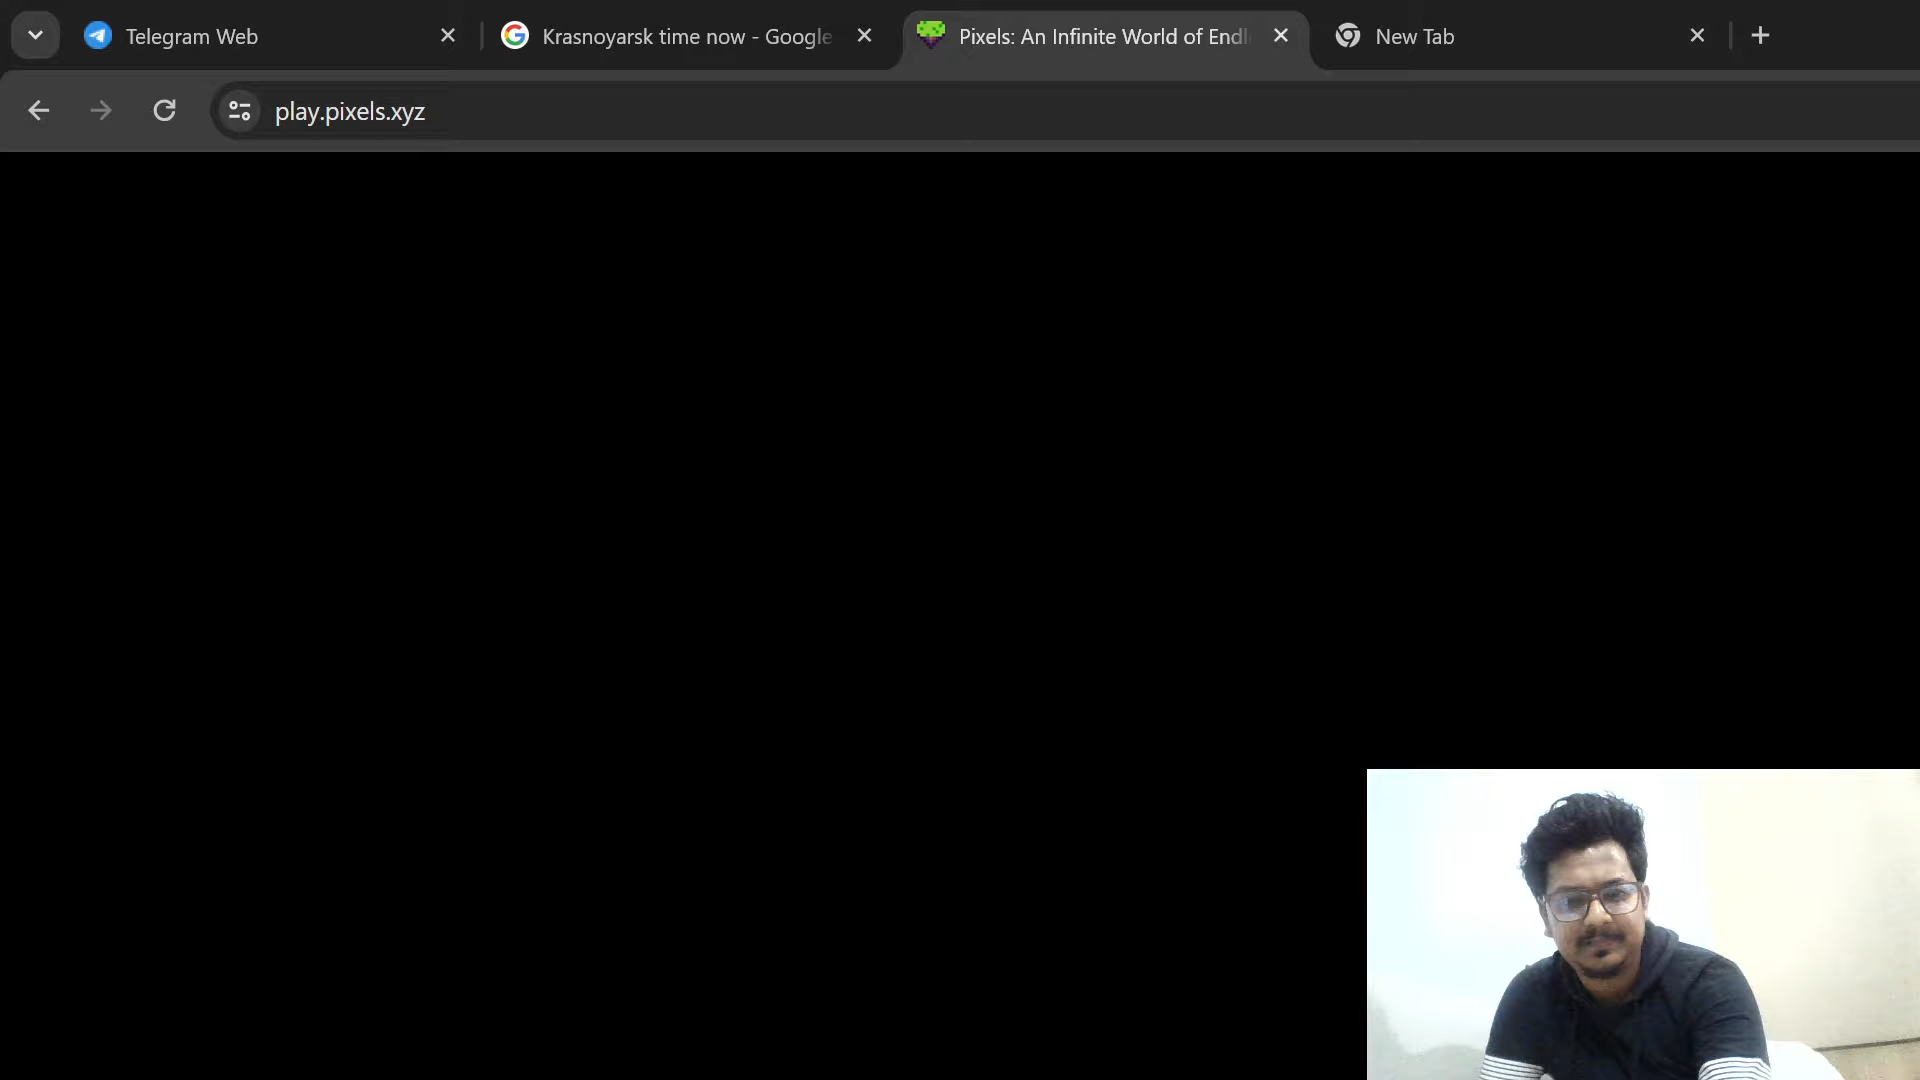 Telegram Web
Krasnoyarsk time now - Google
Pixels: An Infinite World of Endl
New Tab
play.pixels.xyz